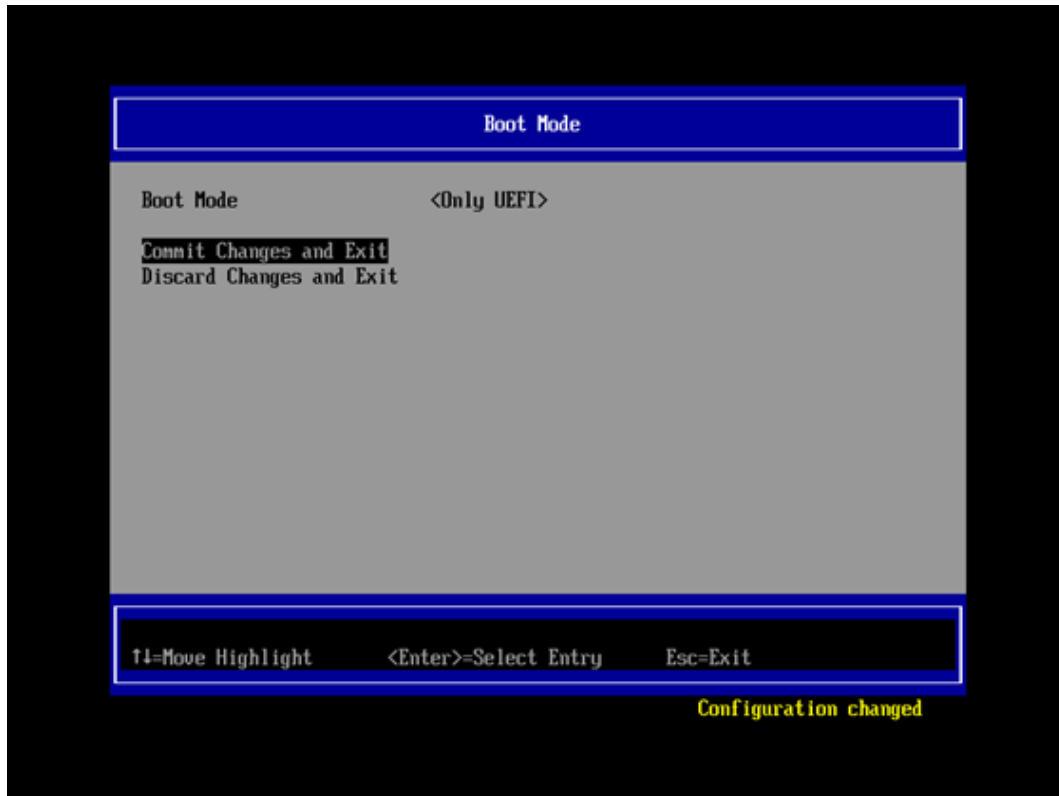 Boot Mode
Boot Mode <Only UEFI>
Commit Changes and Exit
Discard Changes and Exit
↑↓=Move Highlight <Enter>=Select Entry Esc=Exit
Configuration changed